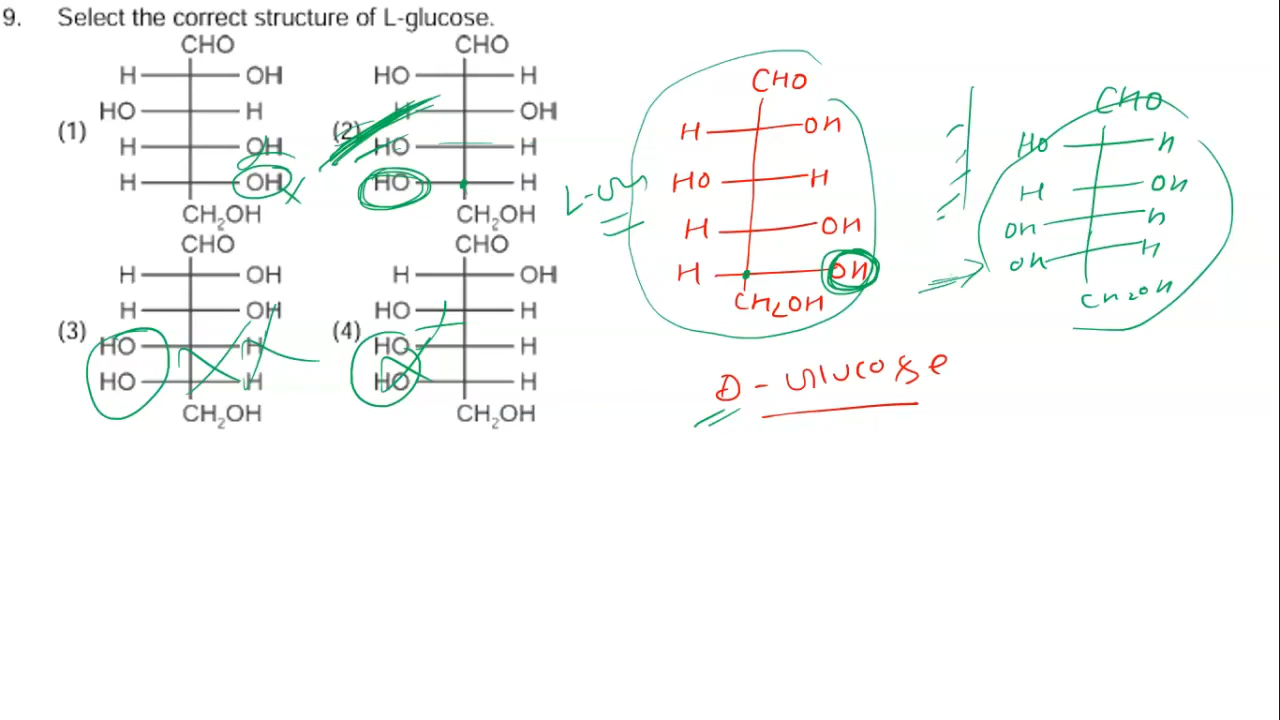 9. Select the correct structure of L-glucose.
(1)
CHO
H OH
HO H
H OH
H OH
CH₂OH
(2)
CHO
HO H
H OH
HO H
HO H
CH₂OH
(3)
CHO
H OH
H OH
HO H
HO H
CH₂OH
(4)
CHO
H OH
HO H
HO H
HO H
CH₂OH
CHO
H OH
HO H
H OH
H OH
CH₂OH
D - Glucose
CHO
HO H
H OH
OH H
OH H
CH₂OH